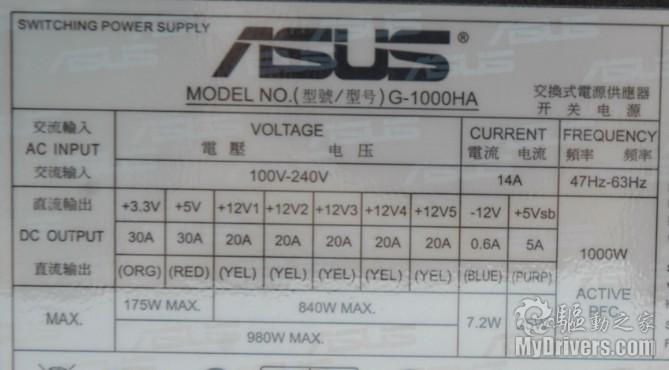 SWITCHING POWER SUPPLY
ASUS®
MODEL NO.(型號/型号) G-1000HA
交換式電源供應器
开关电源
交流輸入
AC INPUT
交流输入
VOLTAGE
電壓 电压
CURRENT
電流 电流
FREQUENCY
頻率 频率
100V-240V 14A 47Hz-63Hz
直流輸出
DC OUTPUT
直流输出
+3.3V +5V +12V1 +12V2 +12V3 +12V4 +12V5 -12V +5Vsb
30A 30A 20A 20A 20A 20A 20A 0.6A 5A
(ORG) (RED) (YEL) (YEL) (YEL) (YEL) (YEL) (BLUE) (PURP)
1000W
ACTIVE
PFC
MAX.
175W MAX. 840W MAX.
980W MAX.
7.2W
驅動之家
MyDrivers.com